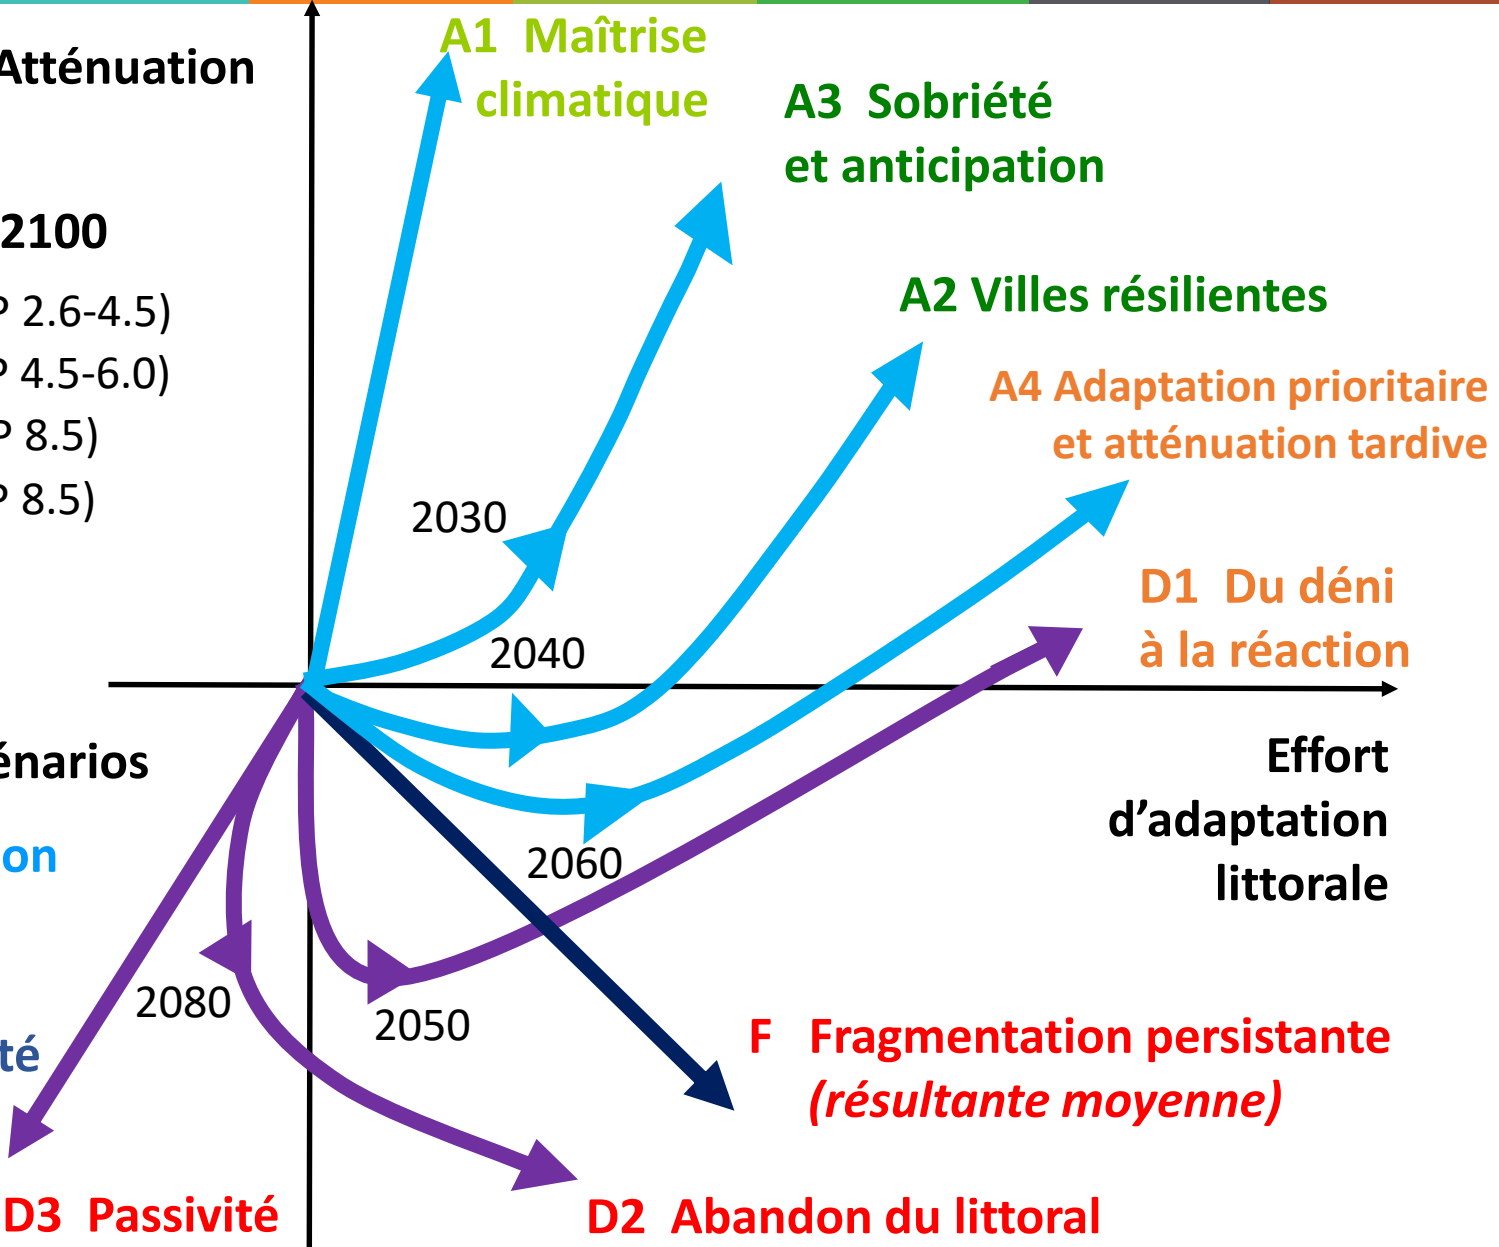 A1 Maîtrise
climatique
Atténuation
A3 Sobriété
et anticipation
2100
A2 Villes résilientes
P 2.6-4.5)
P 4.5-6.0)
P 8.5)
P 8.5)
A4 Adaptation prioritaire
et atténuation tardive
2030
D1 Du déni
à la réaction
2040
énarios
Effort
d’adaptation
littorale
ion
2060
2080
2050
té
F Fragmentation persistante
(résultante moyenne)
D3 Passivité
D2 Abandon du littoral